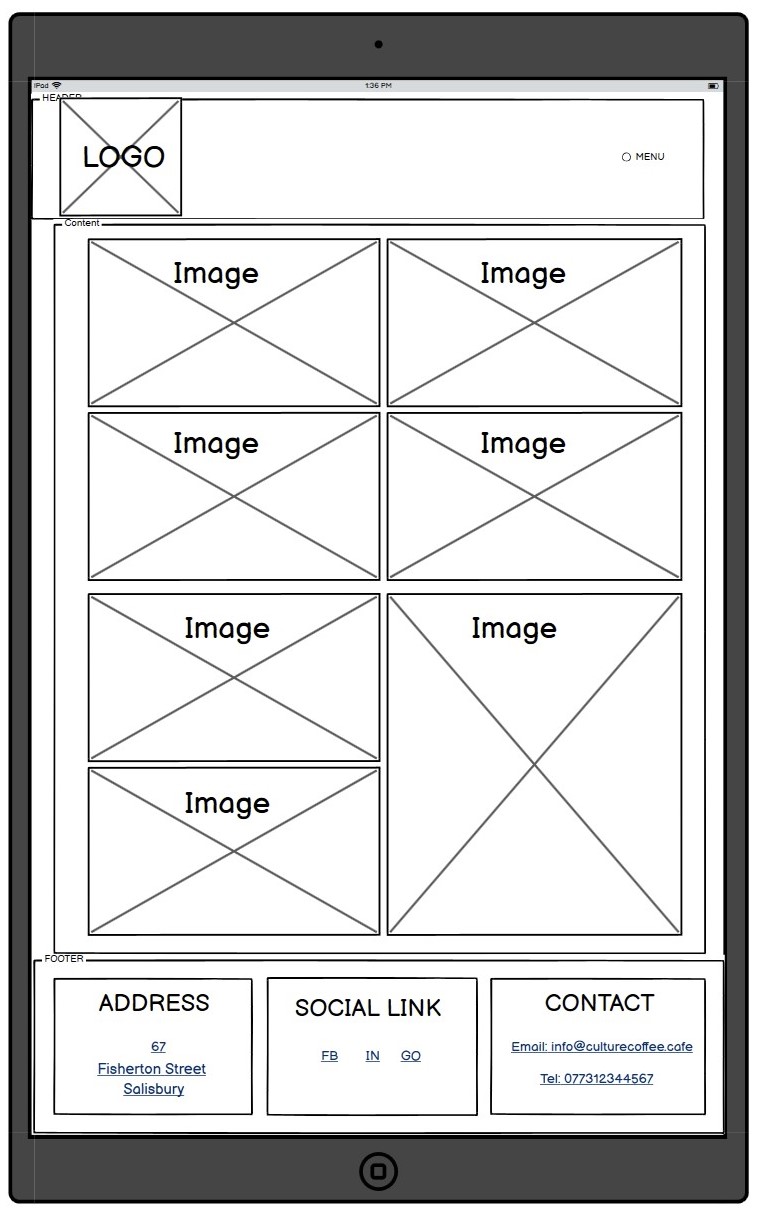 iPad
1:36 PM
HEADER
LOGO
MENU
Content
Image
Image
Image
Image
Image
Image
Image
FOOTER
ADDRESS
67
Fisherton Street
Salisbury
SOCIAL LINK
FB IN GO
CONTACT
Email: info@culturecoffee.cafe
Tel: 077312344567